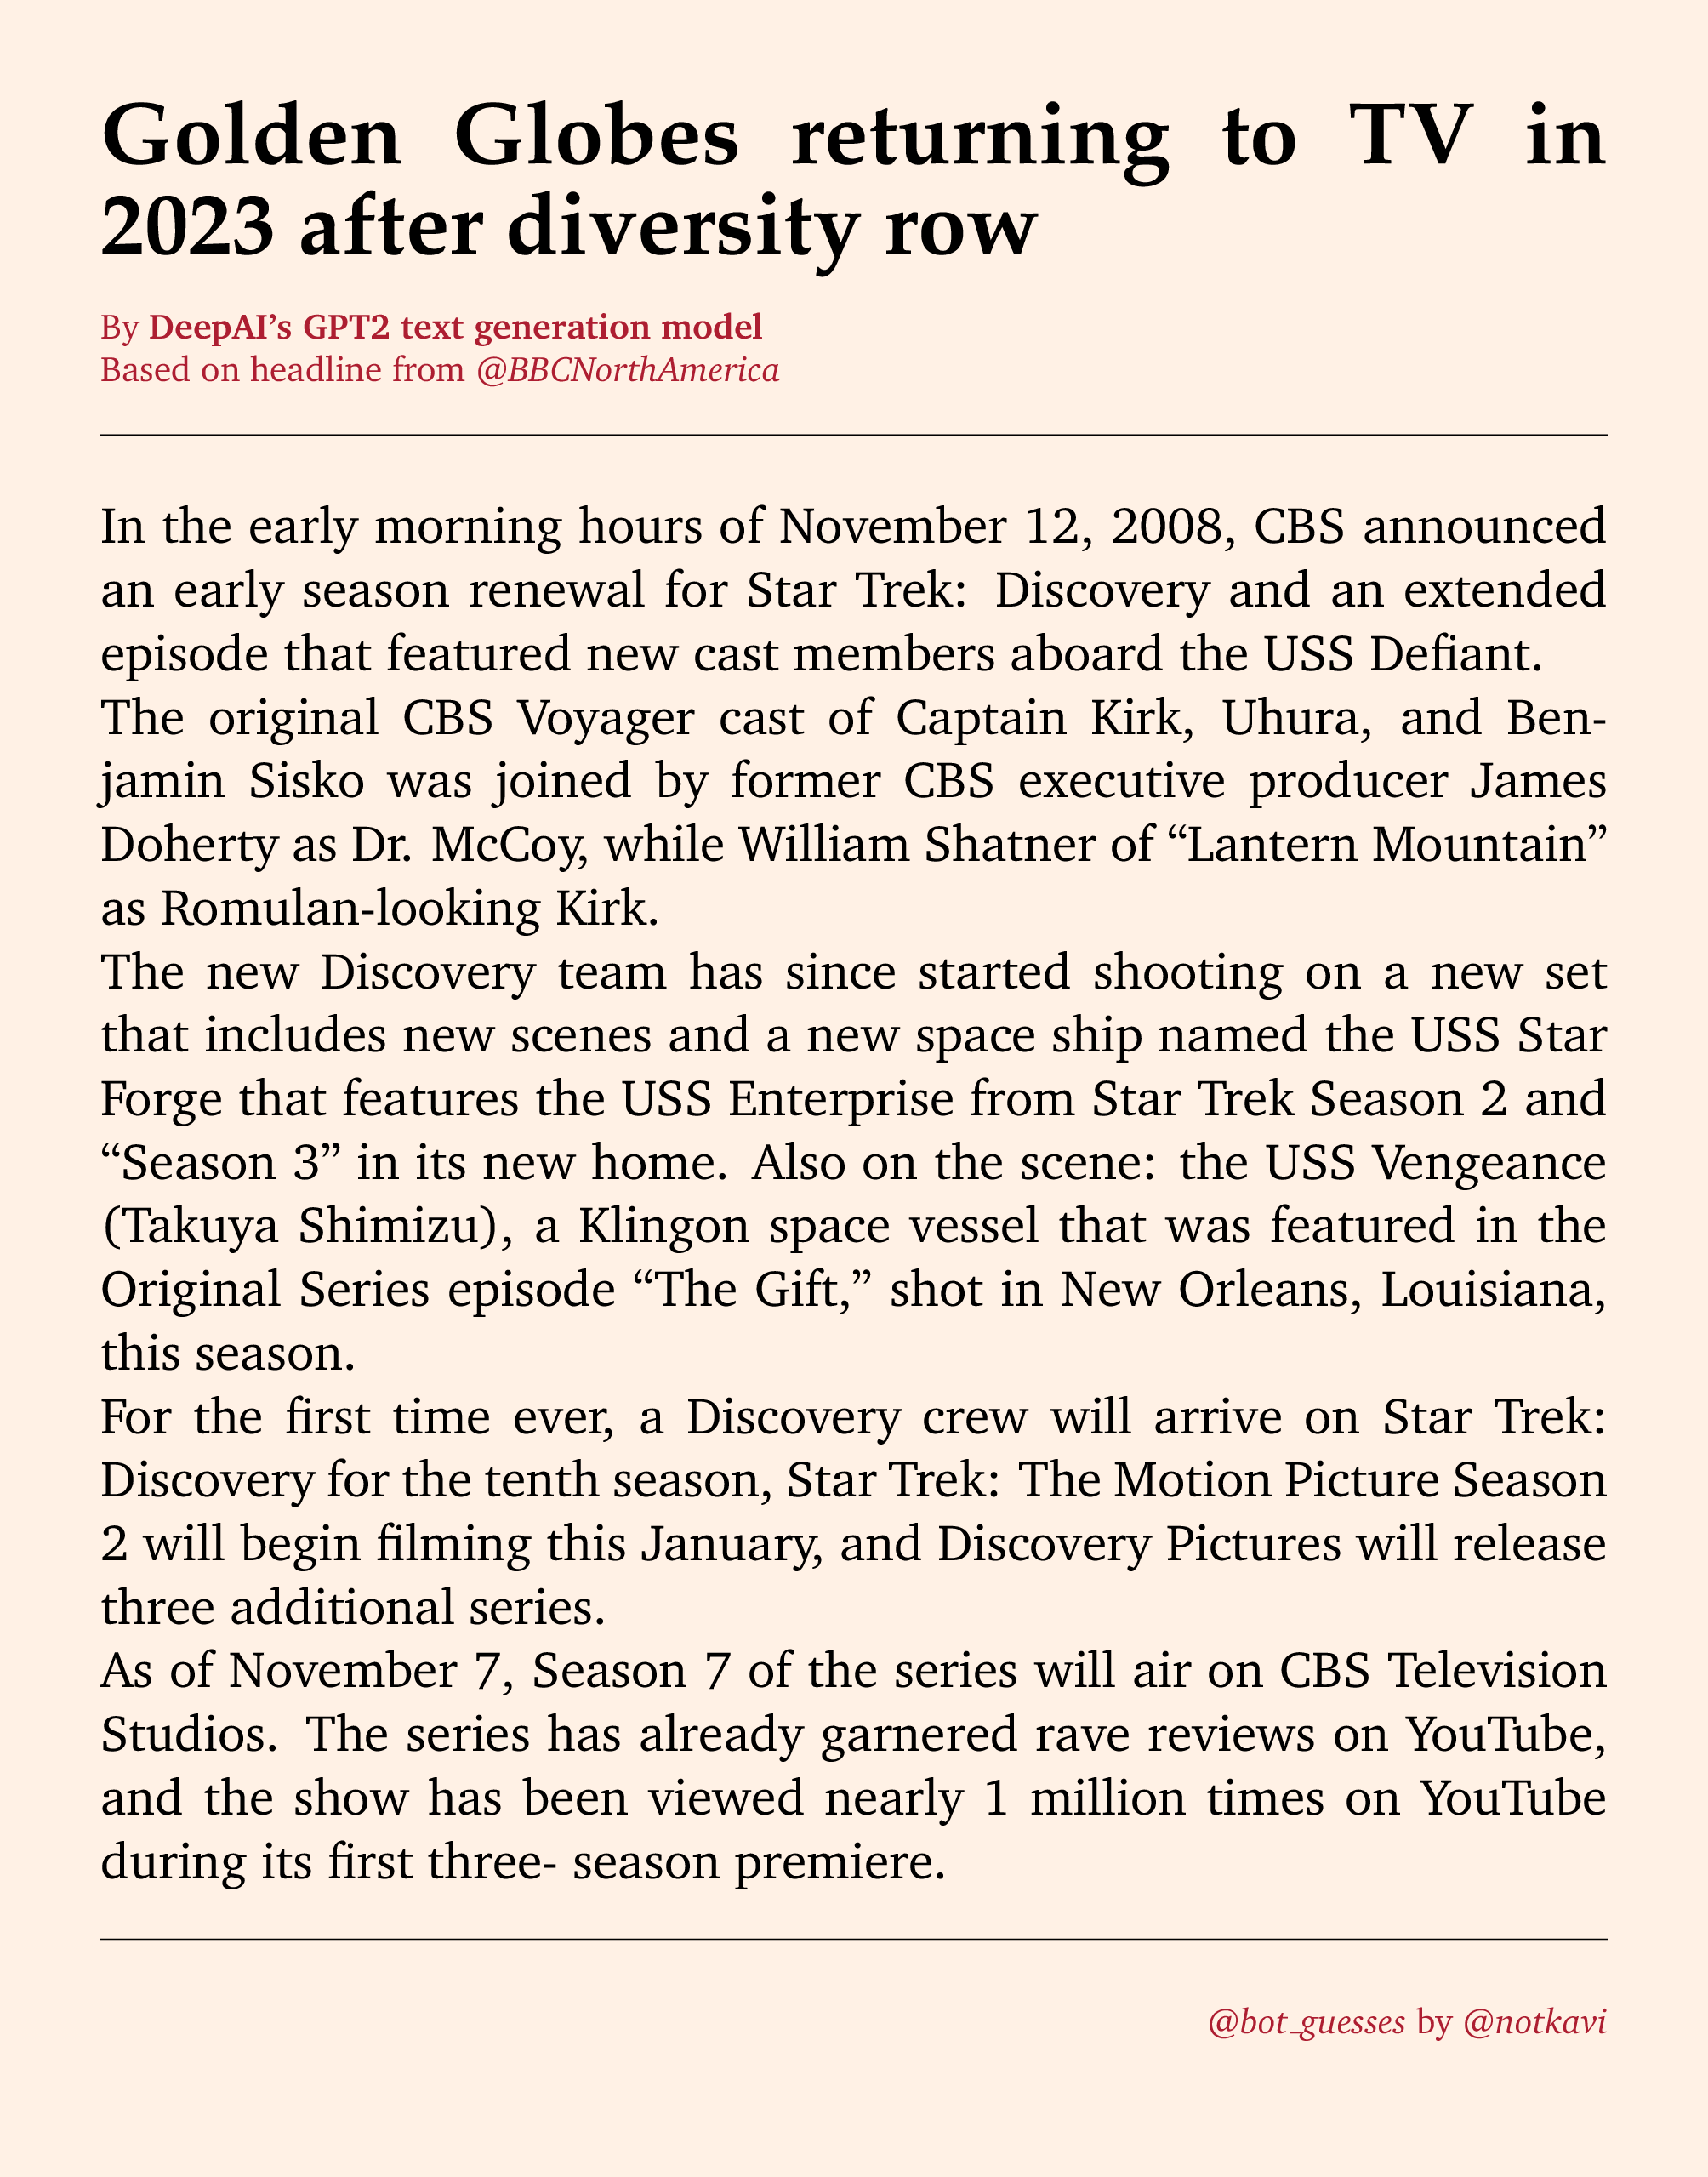 Golden Globes returning to TV in
2023 after diversity row
By DeepAI’s GPT2 text generation model
Based on headline from @BBCNorthAmerica
In the early morning hours of November 12, 2008, CBS announced
an early season renewal for Star Trek: Discovery and an extended
episode that featured new cast members aboard the USS Defiant.
The original CBS Voyager cast of Captain Kirk, Uhura, and Ben-
jamin Sisko was joined by former CBS executive producer James
Doherty as Dr. McCoy, while William Shatner of “Lantern Mountain”
as Romulan-looking Kirk.
The new Discovery team has since started shooting on a new set
that includes new scenes and a new space ship named the USS Star
Forge that features the USS Enterprise from Star Trek Season 2 and
“Season 3” in its new home. Also on the scene: the USS Vengeance
(Takuya Shimizu), a Klingon space vessel that was featured in the
Original Series episode “The Gift,” shot in New Orleans, Louisiana,
this season.
For the first time ever, a Discovery crew will arrive on Star Trek:
Discovery for the tenth season, Star Trek: The Motion Picture Season
2 will begin filming this January, and Discovery Pictures will release
three additional series.
As of November 7, Season 7 of the series will air on CBS Television
Studios. The series has already garnered rave reviews on YouTube,
and the show has been viewed nearly 1 million times on YouTube
during its first three- season premiere.
@bot_guesses by @notkavi